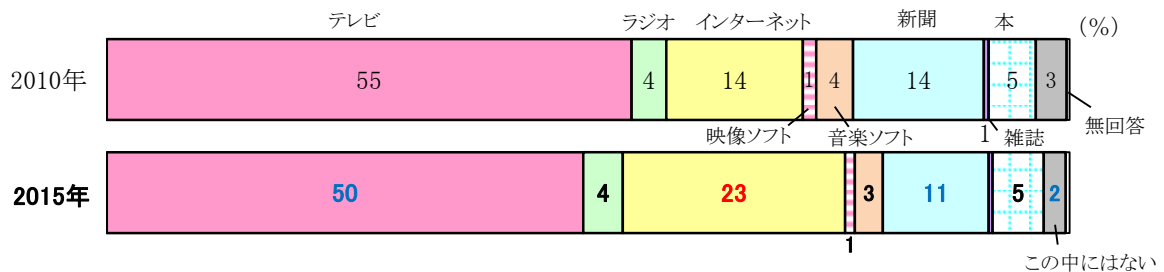 テレビ ラジオ インターネット 新聞 本 (%)
2010年 55 4 14 1 4 14 5 3
映像ソフト 音楽ソフト 1 雑誌 無回答
2015年 50 4 23 3 11 5 2
1
この中にはない